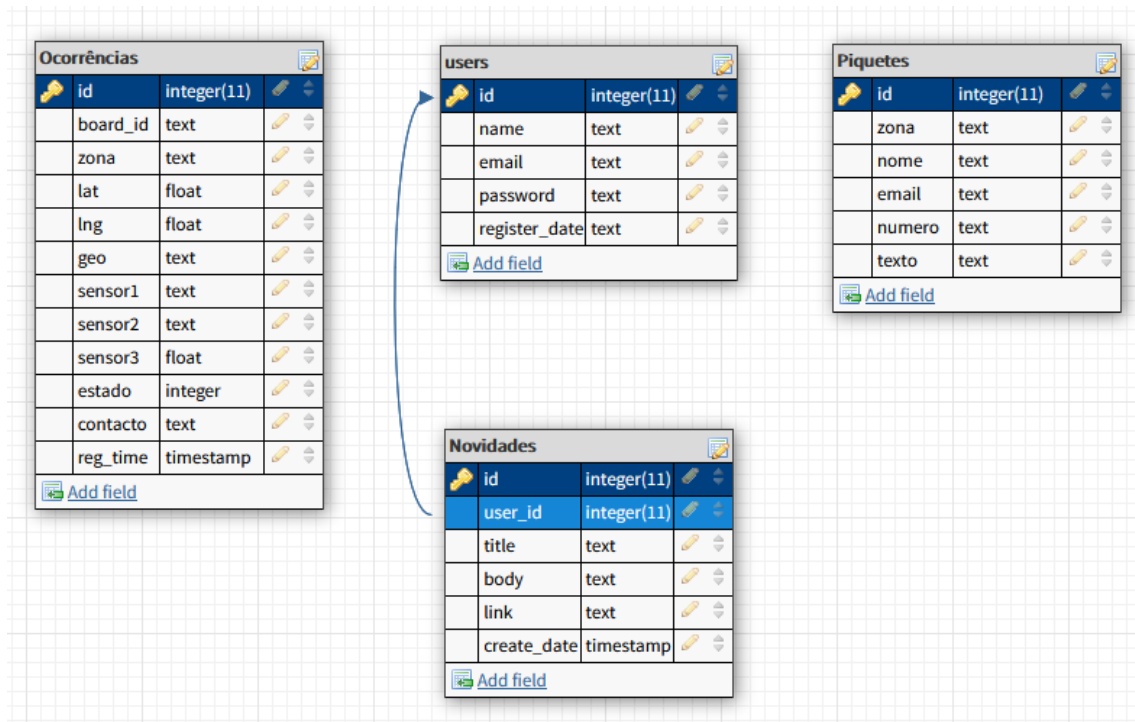 Ocorrências
id integer(11)
board_id text
zona text
lat float
lng float
geo text
sensor1 text
sensor2 text
sensor3 float
estado integer
contacto text
reg_time timestamp
Add field
users
id integer(11)
name text
email text
password text
register_date text
Add field
Piquetes
id integer(11)
zona text
nome text
email text
numero text
texto text
Add field
Novidades
id integer(11)
user_id integer(11)
title text
body text
link text
create_date timestamp
Add field